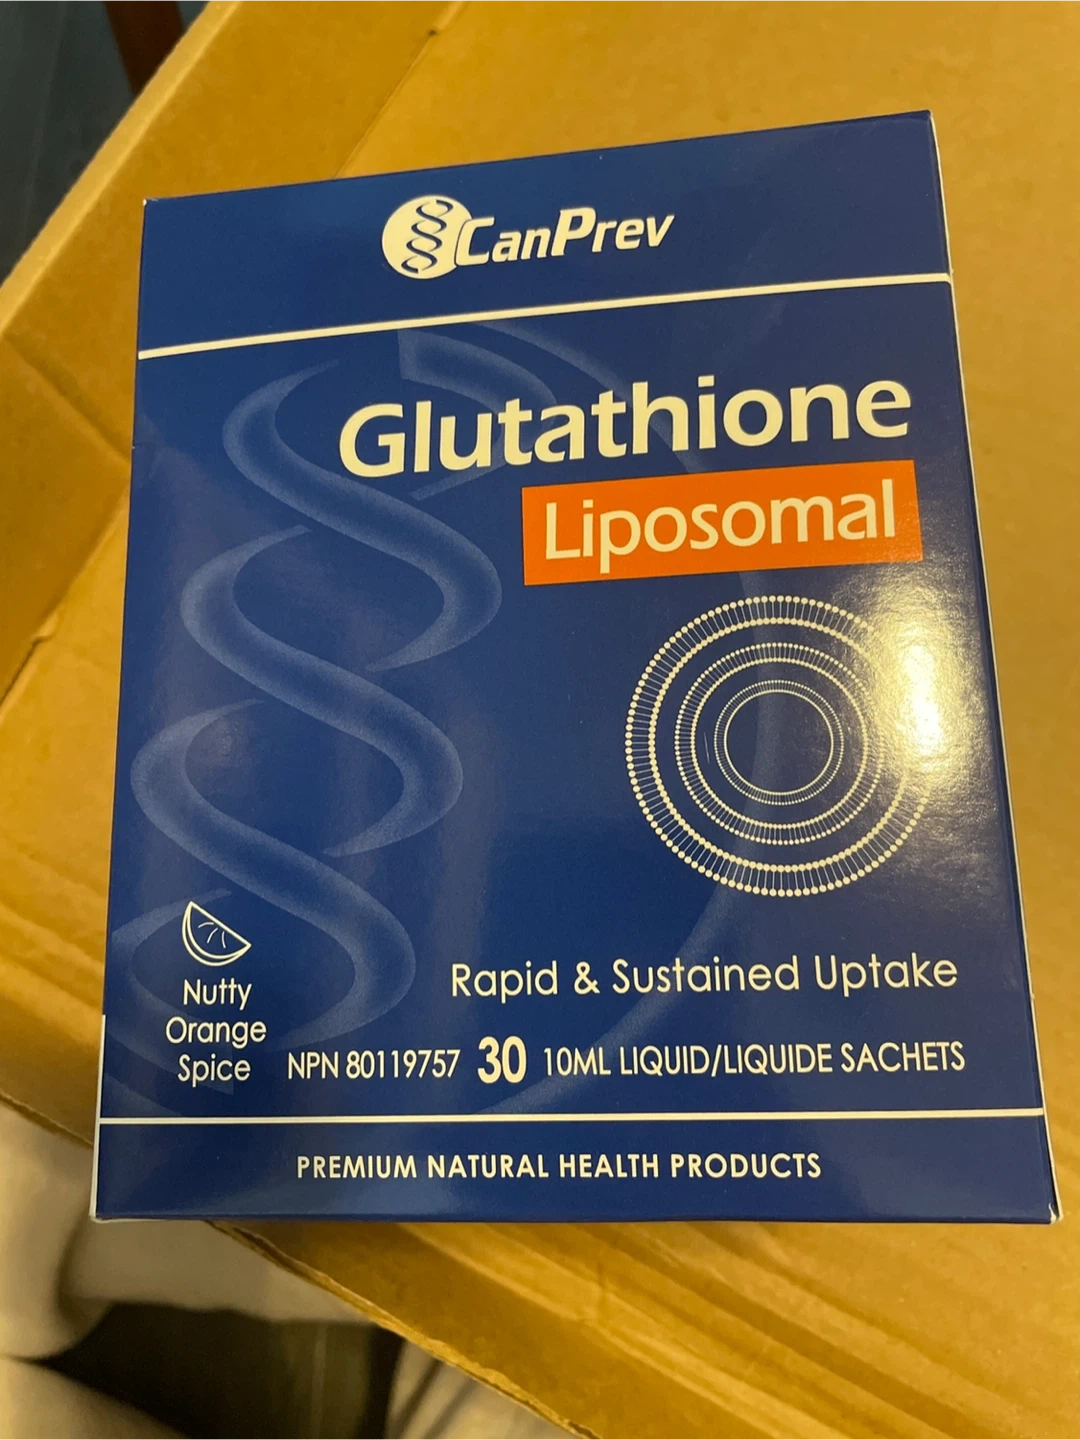 CanPrev
Glutathione
Liposomal
Nutty
Orange
Spice
Rapid & Sustained Uptake
NPN 80119757 30 10ML LIQUID/LIQUIDE SACHETS
PREMIUM NATURAL HEALTH PRODUCTS